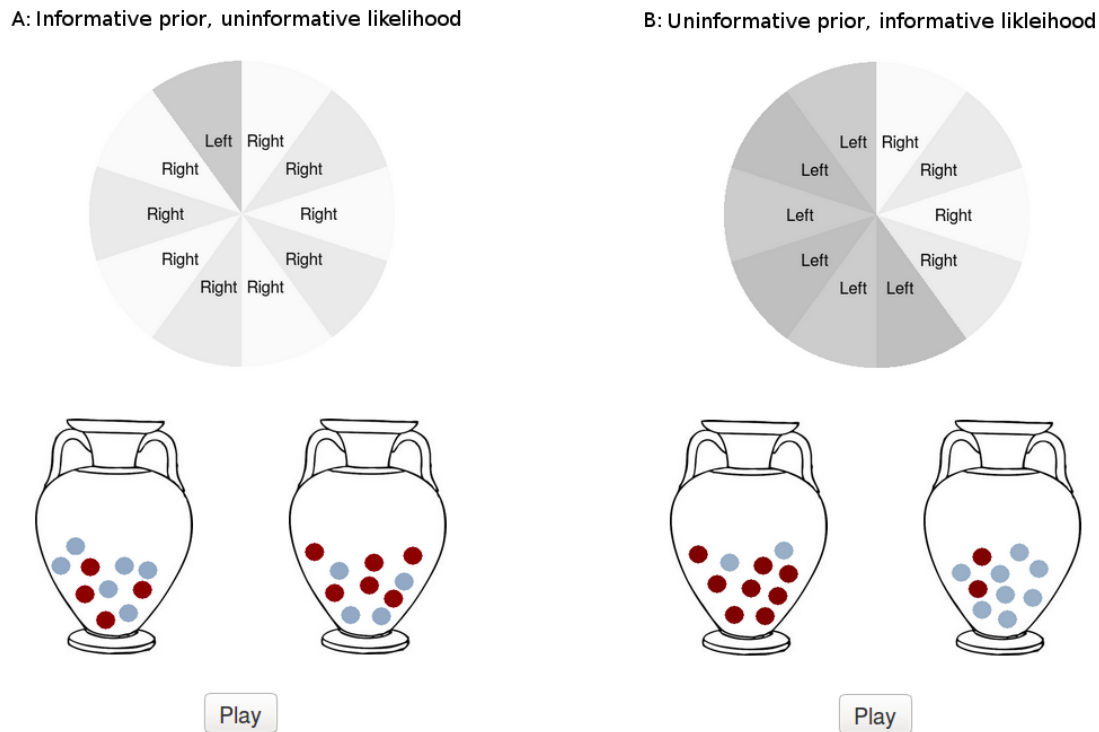 A: Informative prior, uninformative likelihood
Left Right
Right Right
Right Right
Right Right
Right Right
Play
B: Uninformative prior, informative likleihood
Left Right
Left Right
Left Right
Left Right
Left Left
Play